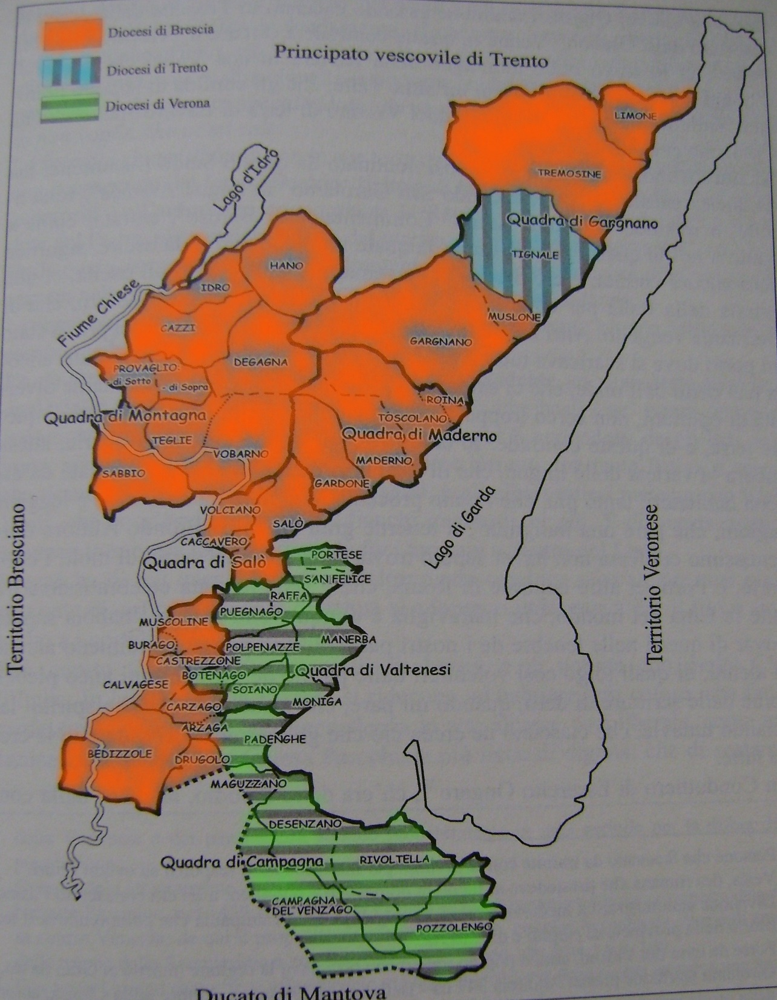 Diocesi di Brescia
Diocesi di Trento
Diocesi di Verona
Principato vescovile di Trento
LIMONE
TREMOSINE
Lago d'Idro
Quadra di Gargnano
TIGNALE
HANO
IDRO
Fiume Chiese
MUSLONE
CAZZI
GARGNANO
DEGAGNA
PROVAGLIO:
- di Sotto
- di Sopra
ROINA
Quadra di Montagna
TOSCOLANO
Quadra di Maderno
TEGLIE
VOBARNO
MADERNO
SABBIO
GARDONE
VOLCIANO
SALÒ
CACCAVERO
Lago di Garda
Territorio Bresciano
Territorio Veronese
Quadra di Salò
PORTESE
SAN FELICE
RAFFA
PUEGNAGO
MUSCOLINE
MANERBA
BURAGO
POLPENAZZE
CASTREZZONE
Quadra di Valtenesi
BOTENAGO
CALVAGESE
SOIANO
MONIGA
CARZAGO
ARZAGA
PADENGHE
BEDIZZOLE
DRUGOLO
MAGUZZANO
DESENZANO
Quadra di Campagna
RIVOLTELLA
CAMPAGNA
DEL VENZAGO
POZZOLENGO
Ducato di Mantova